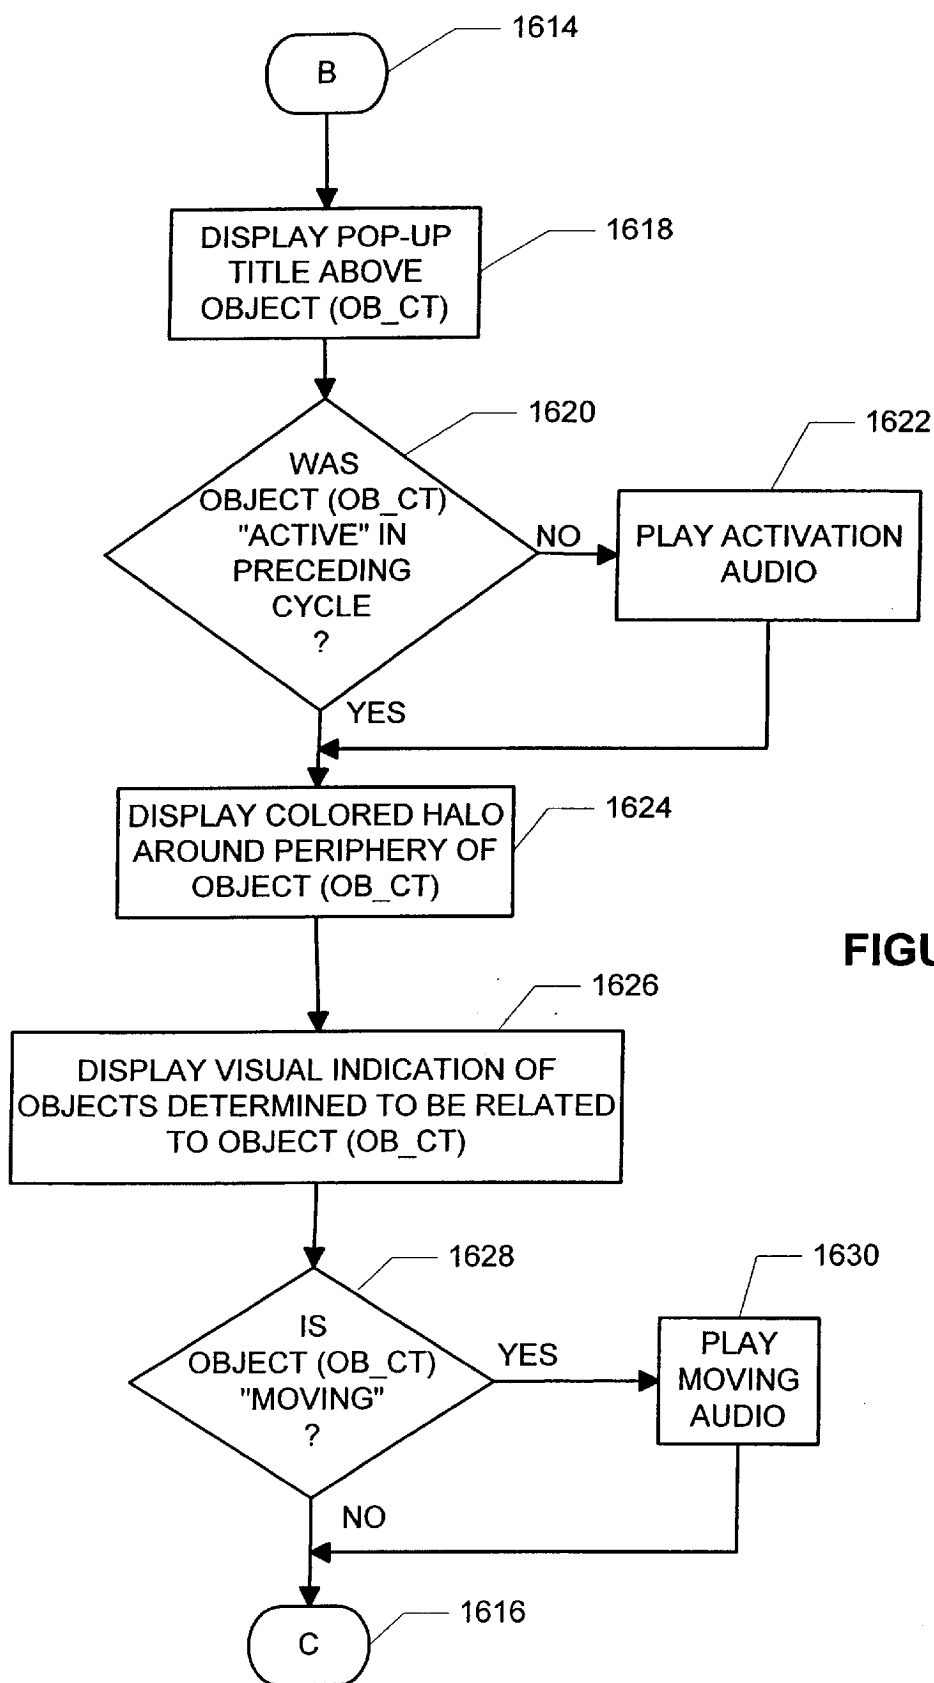 1614
B
DISPLAY POP-UP
TITLE ABOVE
OBJECT (OB_CT)
1618
1620
WAS
OBJECT (OB_CT)
"ACTIVE" IN
PRECEDING
CYCLE
?
NO
1622
PLAY ACTIVATION
AUDIO
YES
DISPLAY COLORED HALO
AROUND PERIPHERY OF
OBJECT (OB_CT)
1624
FIGU
1626
DISPLAY VISUAL INDICATION OF
OBJECTS DETERMINED TO BE RELATED
TO OBJECT (OB_CT)
1628
IS
OBJECT (OB_CT)
"MOVING"
?
YES
1630
PLAY
MOVING
AUDIO
NO
C
1616